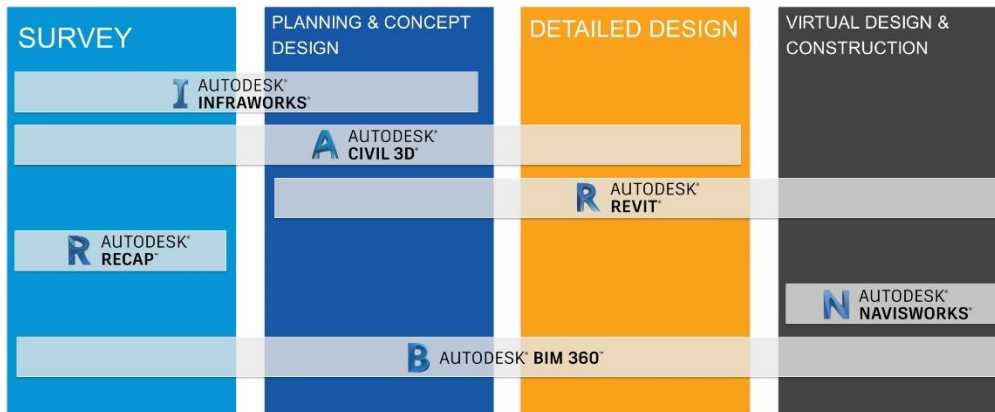 SURVEY
PLANNING & CONCEPT
DESIGN
DETAILED DESIGN
VIRTUAL DESIGN &
CONSTRUCTION
AUTODESK®
INFRAWORKS®
AUTODESK®
CIVIL 3D®
AUTODESK®
REVIT®
AUTODESK®
RECAP™
AUTODESK®
NAVISWORKS®
AUTODESK® BIM 360™